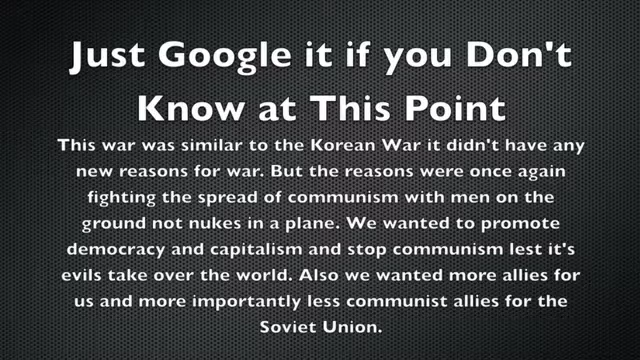 Just Google it if you Don't
Know at This Point
This war was similar to the Korean War it didn't have any
new reasons for war. But the reasons were once again
fighting the spread of communism with men on the
ground not nukes in a plane. We wanted to promote
democracy and capitalism and stop communism lest it's
evils take over the world. Also we wanted more allies for
us and more importantly less communist allies for the
Soviet Union.